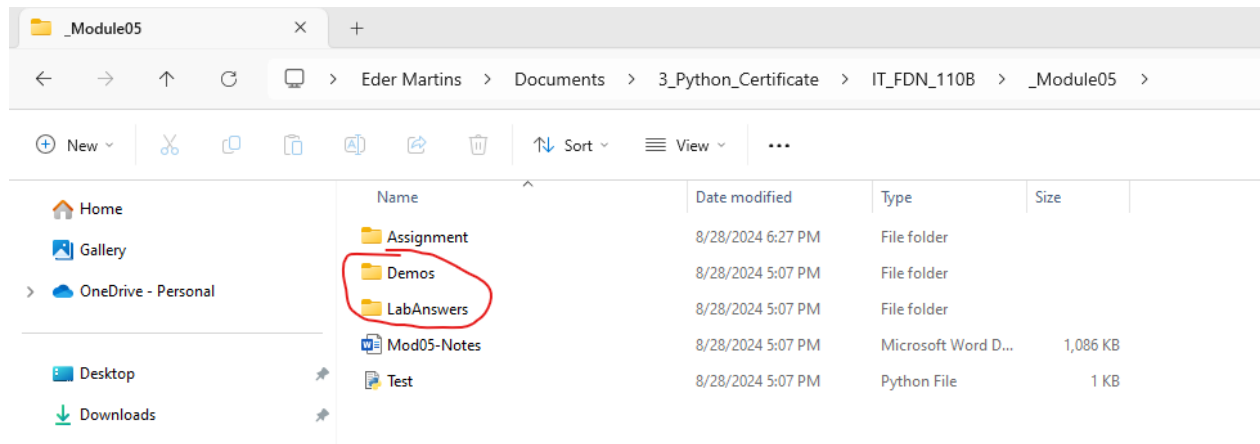 _Module05
Eder Martins > Documents > 3_Python_Certificate > IT_FDN_110B > _Module05 >
New Sort View
Name Date modified Type Size
Home
Gallery
OneDrive - Personal
Desktop
Downloads
Assignment 8/28/2024 6:27 PM File folder
Demos 8/28/2024 5:07 PM File folder
LabAnswers 8/28/2024 5:07 PM File folder
Mod05-Notes 8/28/2024 5:07 PM Microsoft Word D... 1,086 KB
Test 8/28/2024 5:07 PM Python File 1 KB